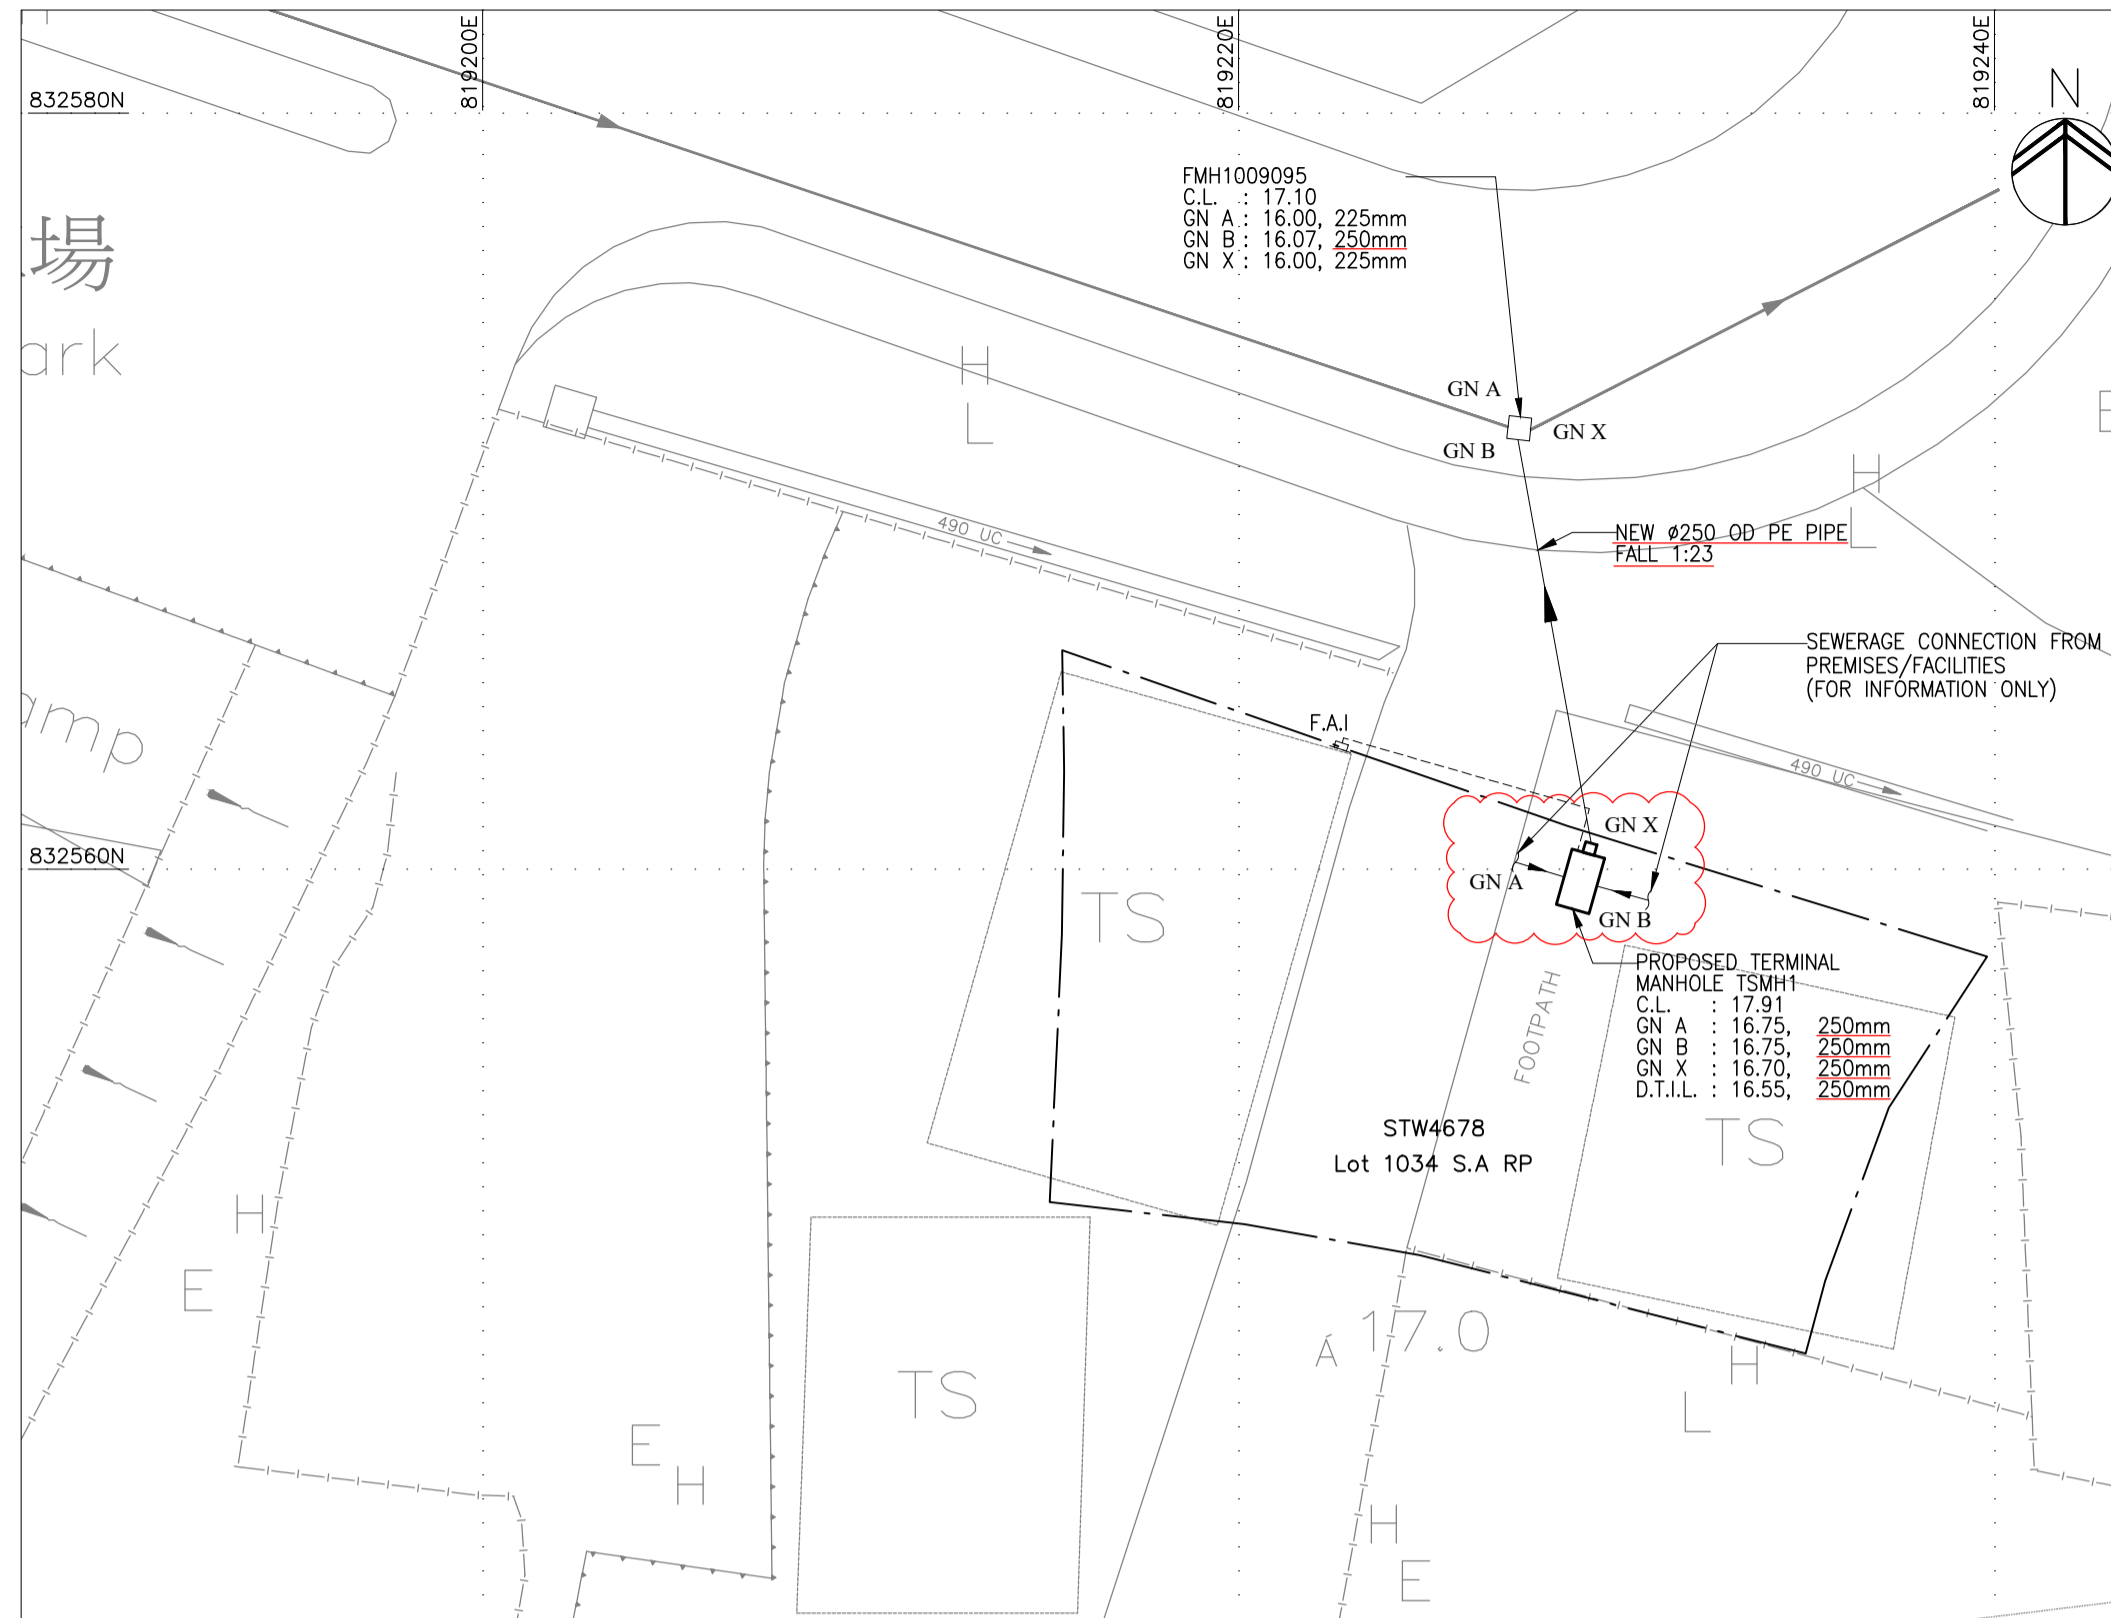 819200E
819220E
819240E
832580N
N
FMH1009095
C.L. : 17.10
GN A : 16.00, 225mm
GN B : 16.07, 250mm
GN X : 16.00, 225mm
場
ark
H
L
GN A
GN B
GN X
H
L
E
490 UC
NEW ø250 OD PE PIPE
FALL 1:23
SEWERAGE CONNECTION FROM
PREMISES/FACILITIES
(FOR INFORMATION ONLY)
amp
F.A.I
490 UC
832560N
GN X
GN A
GN B
TS
FOOTPATH
PROPOSED TERMINAL
MANHOLE TSMH1
C.L. : 17.91
GN A : 16.75, 250mm
GN B : 16.75, 250mm
GN X : 16.70, 250mm
D.T.I.L. : 16.55, 250mm
STW4678
Lot 1034 S.A RP
TS
H
E
17.0
H
L
TS
E
H
H
E